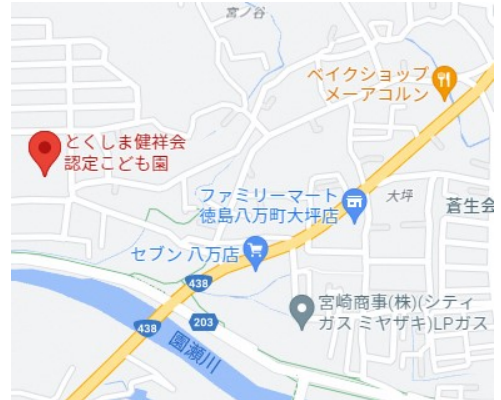 宮ノ谷
ベイクショップ
メーアコルン
とくしま健祥会
認定こども園
ファミリーマート
徳島八万町大坪店
大坪
蒼生会
セブン 八万店
438
宮崎商事(株)(シティ
ガス ミヤザキ)LPガス
203
438
園瀬川